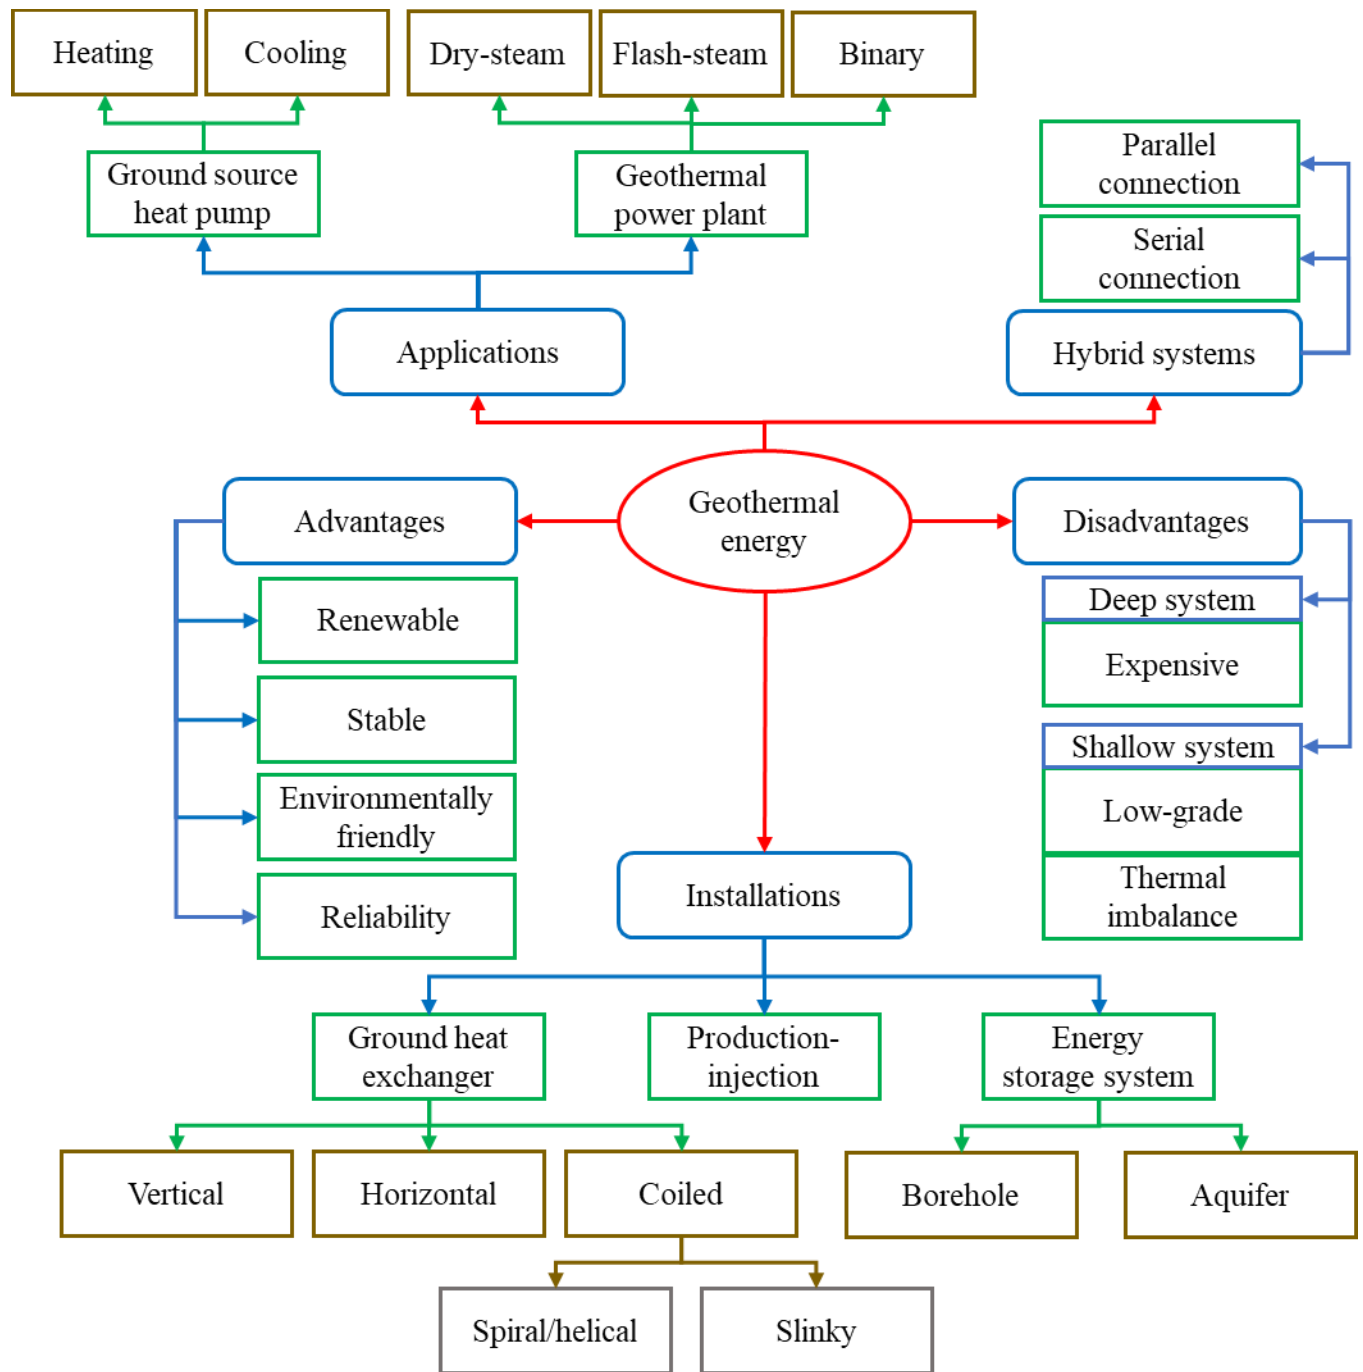 Heating
Cooling
Dry-steam
Flash-steam
Binary
Ground source
heat pump
Geothermal
power plant
Parallel
connection
Serial
connection
Applications
Hybrid systems
Advantages
Geothermal
energy
Disadvantages
Renewable
Stable
Environmentally
friendly
Reliability
Deep system
Expensive
Shallow system
Low-grade
Thermal
imbalance
Installations
Ground heat
exchanger
Production-
injection
Energy
storage system
Vertical
Horizontal
Coiled
Borehole
Aquifer
Spiral/helical
Slinky